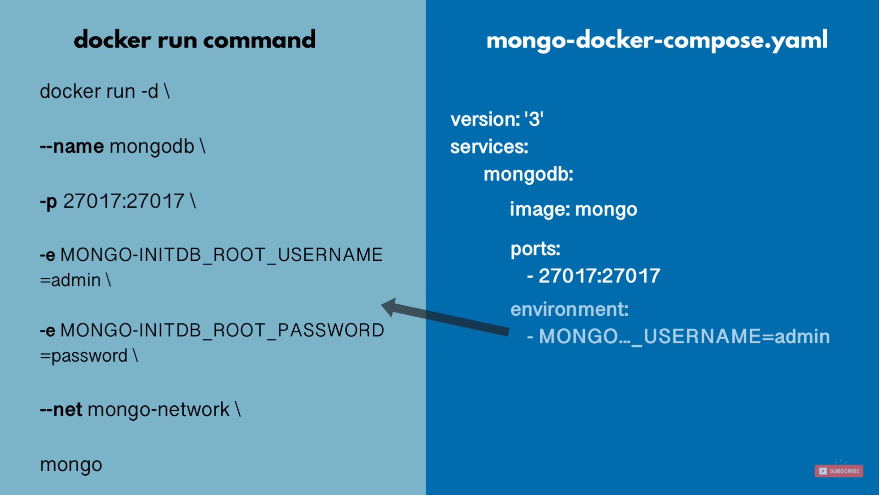 docker run command
docker run -d \
--name mongodb \
-p 27017:27017 \
-e MONGO-INITDB_ROOT_USERNAME
=admin \
-e MONGO-INITDB_ROOT_PASSWORD
=password \
--net mongo-network \
mongo
mongo-docker-compose.yaml
version: '3'
services:
mongodb:
image: mongo
ports:
- 27017:27017
environment:
- MONGO..._USERNAME=admin
SUBSCRIBE